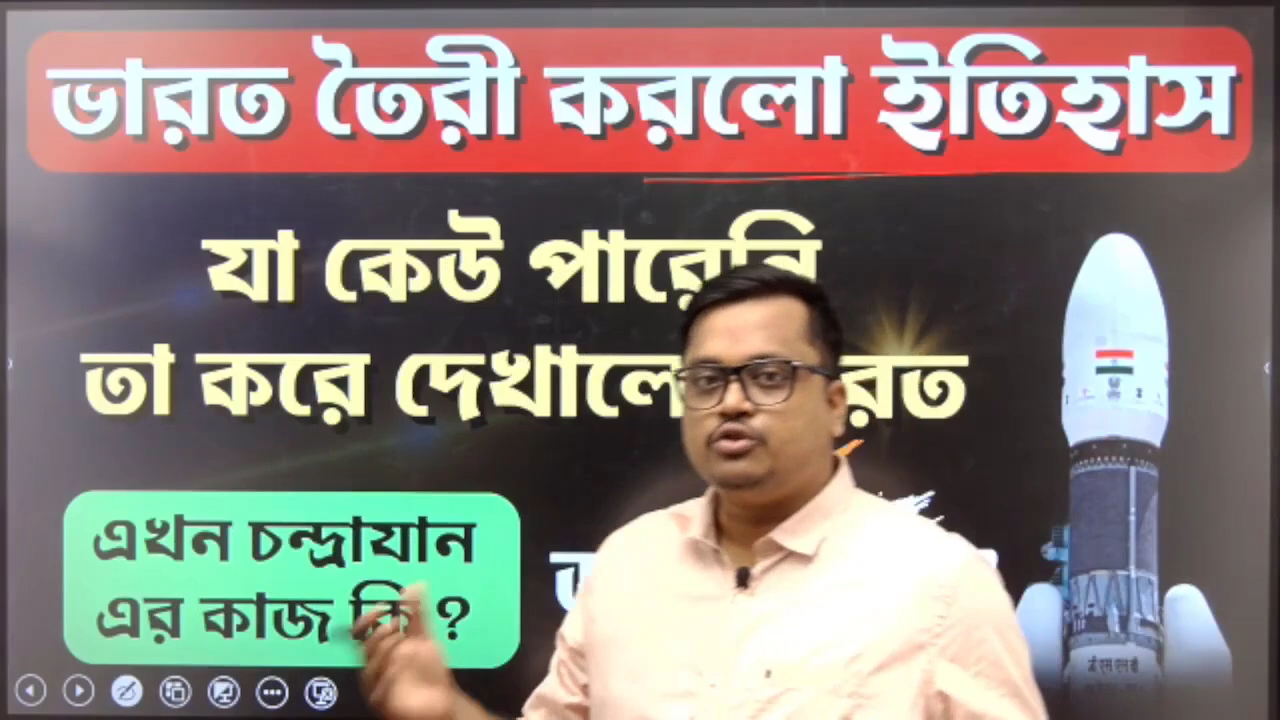 ভারত তৈরী করলো ইতিহাস
যা কেউ পারেনি
তা করে দেখালো
এখন চন্দ্রাযান
এর কাজ কি ?